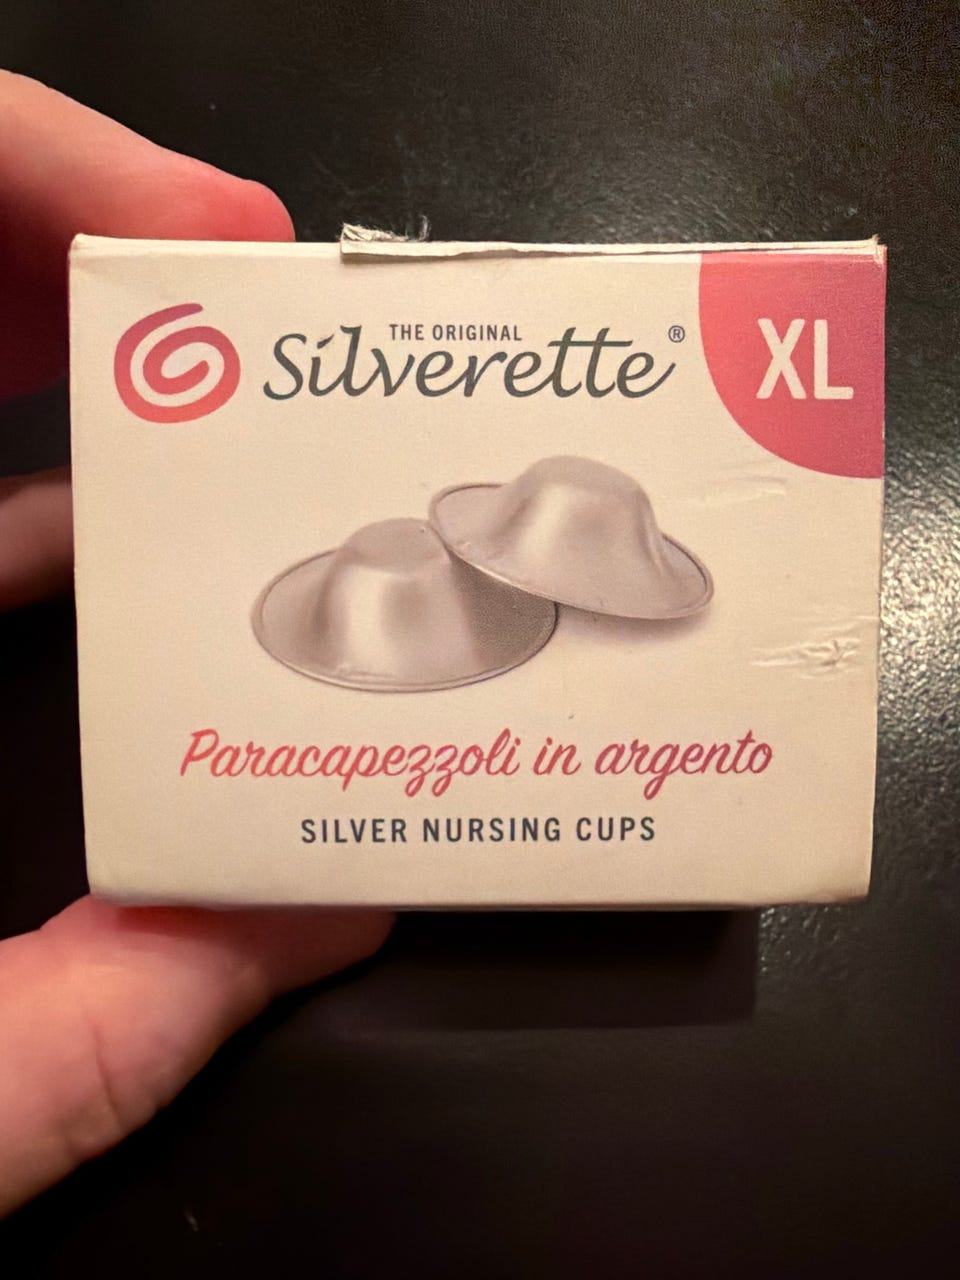 THE ORIGINAL
Silverette®
XL
Paracapezzoli in argento
SILVER NURSING CUPS